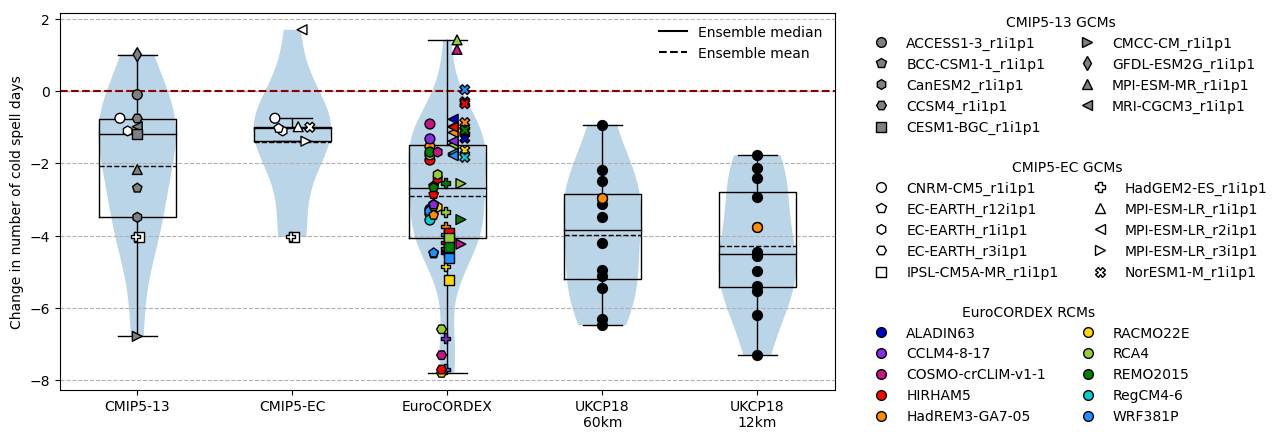 Change in number of cold spell days
2
0
−2
−4
−6
−8
Ensemble median
Ensemble mean
CMIP5-13
CMIP5-EC
EuroCORDEX
UKCP18
60km
UKCP18
12km
CMIP5-13 GCMs
ACCESS1-3_r1i1p1
BCC-CSM1-1_r1i1p1
CanESM2_r1i1p1
CCSM4_r1i1p1
CESM1-BGC_r1i1p1
CMCC-CM_r1i1p1
GFDL-ESM2G_r1i1p1
MPI-ESM-MR_r1i1p1
MRI-CGCM3_r1i1p1
CMIP5-EC GCMs
CNRM-CM5_r1i1p1
EC-EARTH_r12i1p1
EC-EARTH_r1i1p1
EC-EARTH_r3i1p1
IPSL-CM5A-MR_r1i1p1
HadGEM2-ES_r1i1p1
MPI-ESM-LR_r1i1p1
MPI-ESM-LR_r2i1p1
MPI-ESM-LR_r3i1p1
NorESM1-M_r1i1p1
EuroCORDEX RCMs
ALADIN63
CCLM4-8-17
COSMO-crCLIM-v1-1
HIRHAM5
HadREM3-GA7-05
RACMO22E
RCA4
REMO2015
RegCM4-6
WRF381P